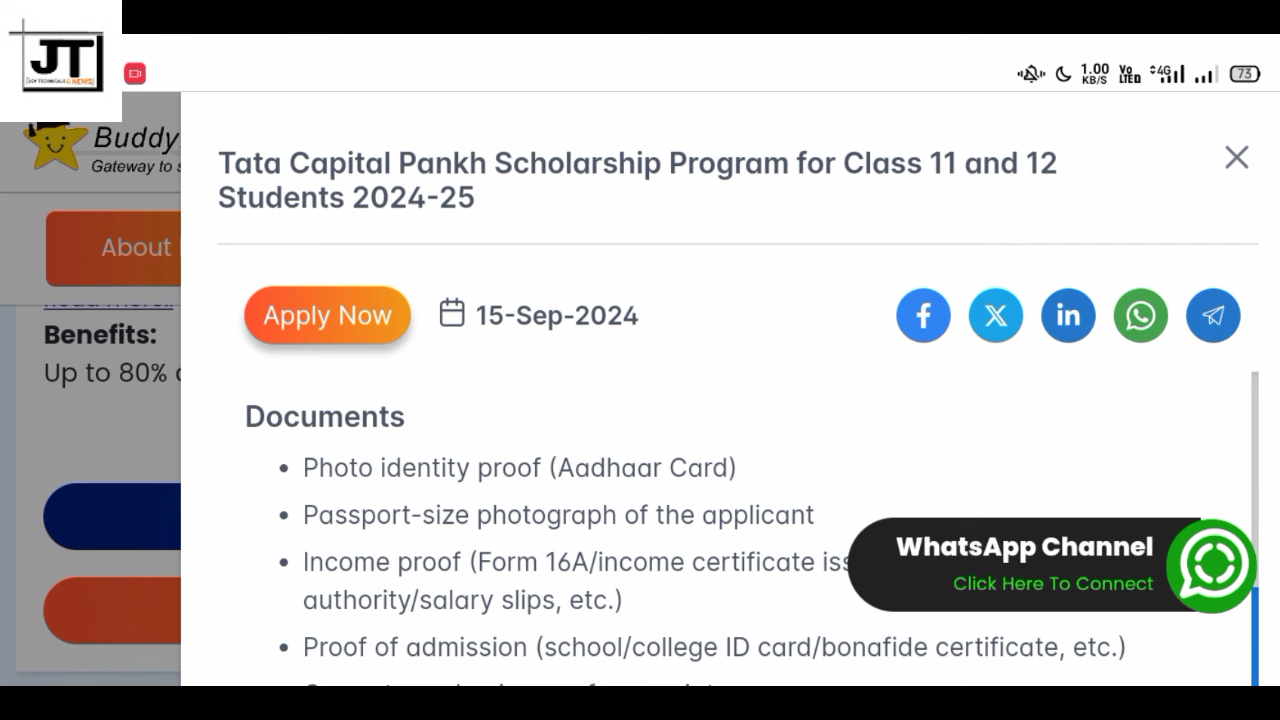 JT
1.00
KB/S
Vo
LTED
4G
73
Buddy
Gateway to s
Tata Capital Pankh Scholarship Program for Class 11 and 12
Students 2024-25
About
Apply Now
15-Sep-2024
Benefits:
Up to 80%
Documents
• Photo identity proof (Aadhaar Card)
• Passport-size photograph of the applicant
• Income proof (Form 16A/income certificate iss
authority/salary slips, etc.)
• Proof of admission (school/college ID card/bonafide certificate, etc.)
WhatsApp Channel
Click Here To Connect